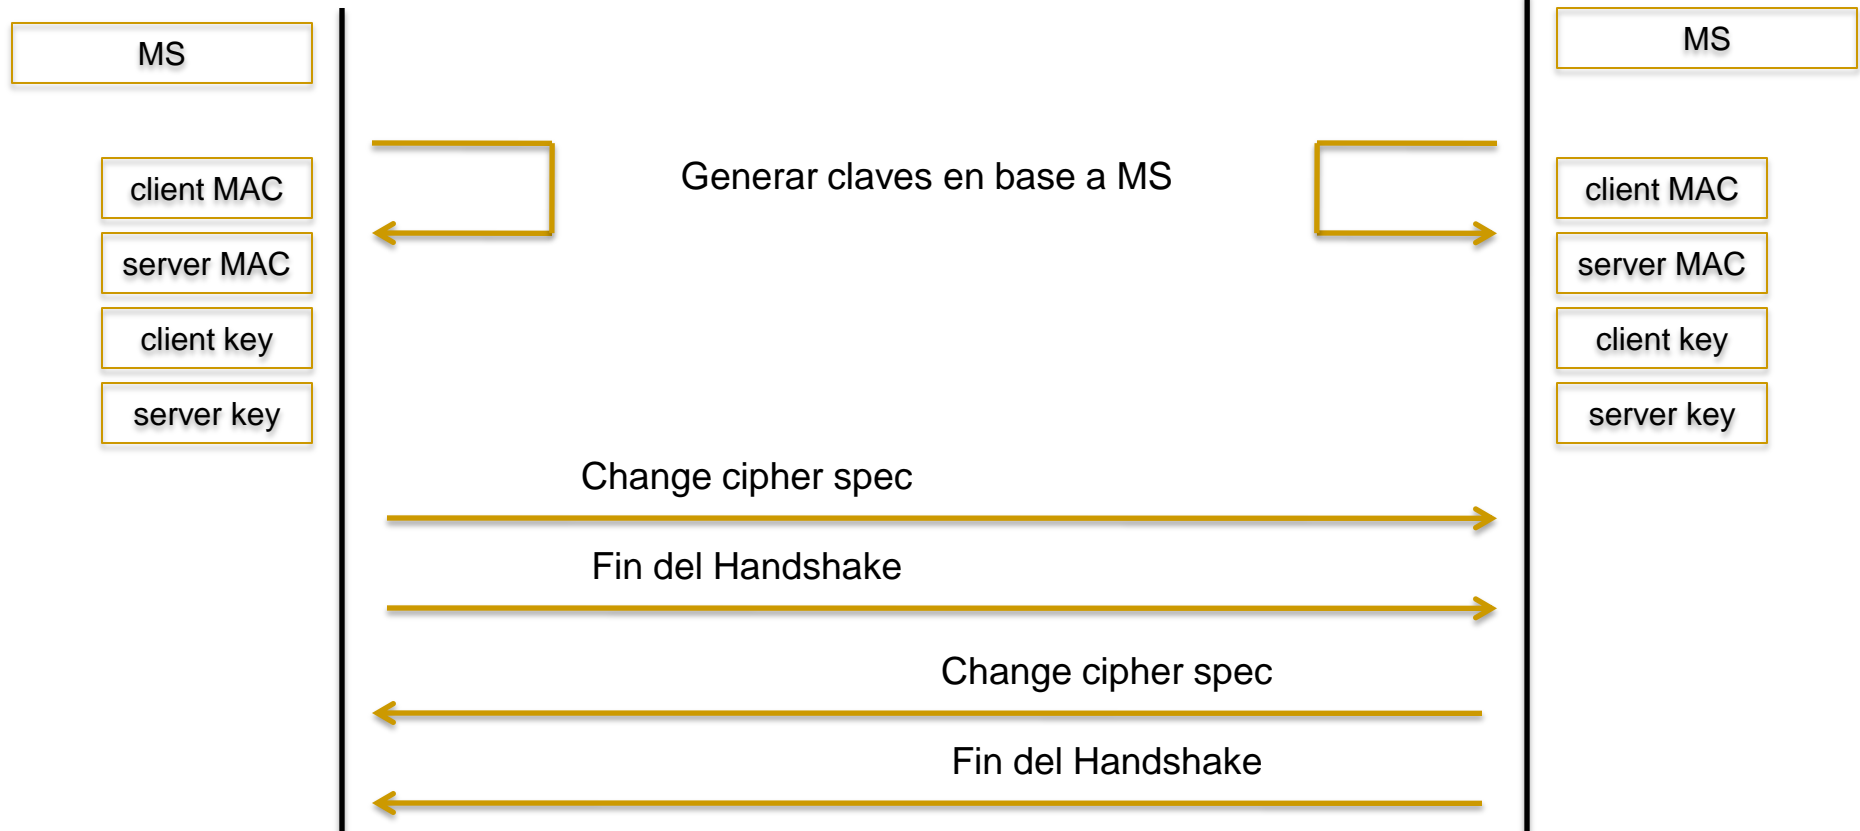 MS
MS
Generar claves en base a MS
client MAC
client MAC
server MAC
server MAC
client key
client key
server key
server key
Change cipher spec
Fin del Handshake
Change cipher spec
Fin del Handshake